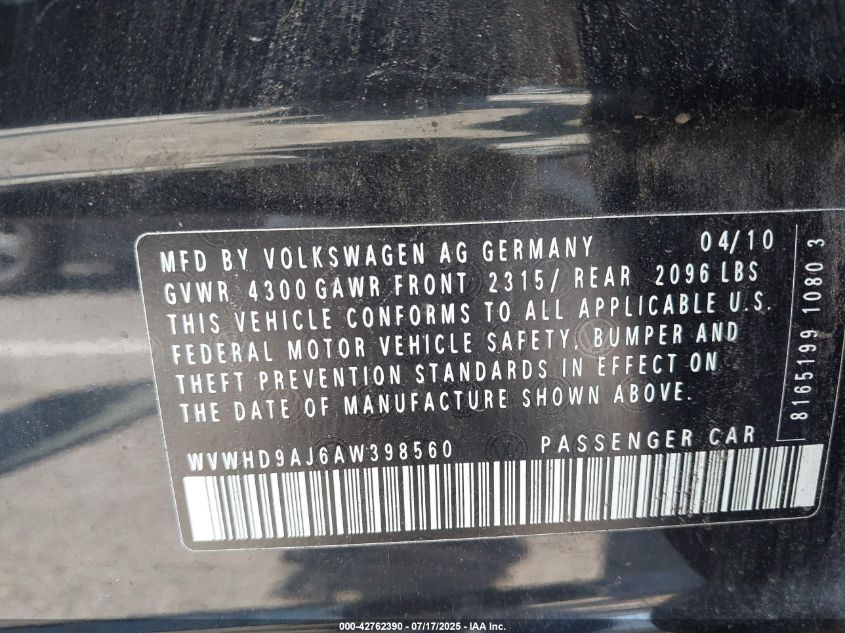 MFD BY VOLKSWAGEN AG GERMANY 04/10
GVWR 4300 GAWR FRONT 2315/ REAR 2096 LBS
THIS VEHICLE CONFORMS TO ALL APPLICABLE U.S.
FEDERAL MOTOR VEHICLE SAFETY, BUMPER AND
THEFT PREVENTION STANDARDS IN EFFECT ON
THE DATE OF MANUFACTURE SHOWN ABOVE.
WVWHD9AJ6AW398560 PASSENGER CAR
8165199 1080 3
000-42762390 - 07/17/2025 - IAA Inc.